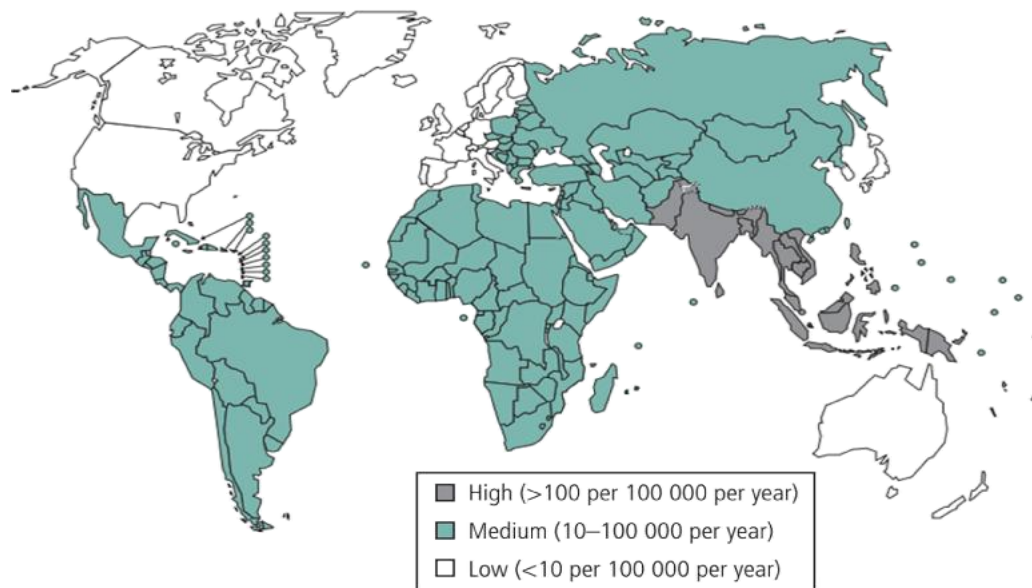 High (>100 per 100 000 per year)
Medium (10–100 000 per year)
Low (<10 per 100 000 per year)